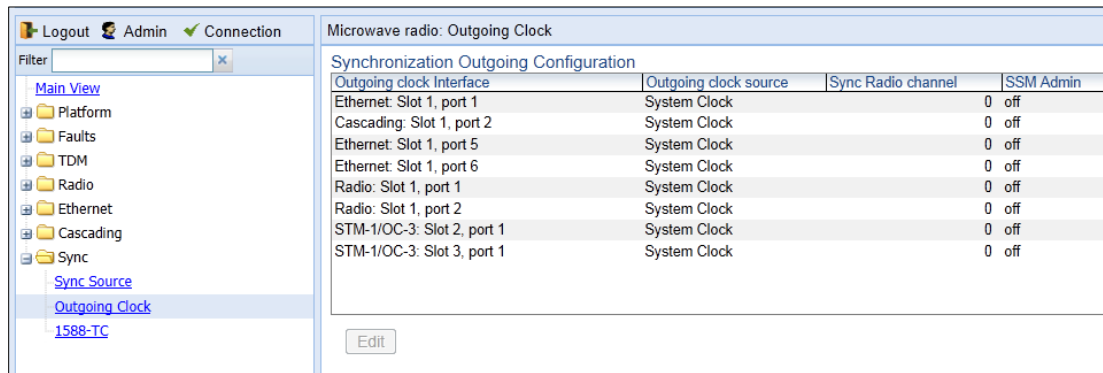 Logout Admin Connection
Filter
Main View
Platform
Faults
TDM
Radio
Ethernet
Cascading
Sync
Sync Source
Outgoing Clock
1588-TC
Microwave radio: Outgoing Clock
Synchronization Outgoing Configuration
Outgoing clock Interface Outgoing clock source Sync Radio channel SSM Admin
Ethernet: Slot 1, port 1 System Clock 0 off
Cascading: Slot 1, port 2 System Clock 0 off
Ethernet: Slot 1, port 5 System Clock 0 off
Ethernet: Slot 1, port 6 System Clock 0 off
Radio: Slot 1, port 1 System Clock 0 off
Radio: Slot 1, port 2 System Clock 0 off
STM-1/OC-3: Slot 2, port 1 System Clock 0 off
STM-1/OC-3: Slot 3, port 1 System Clock 0 off
Edit